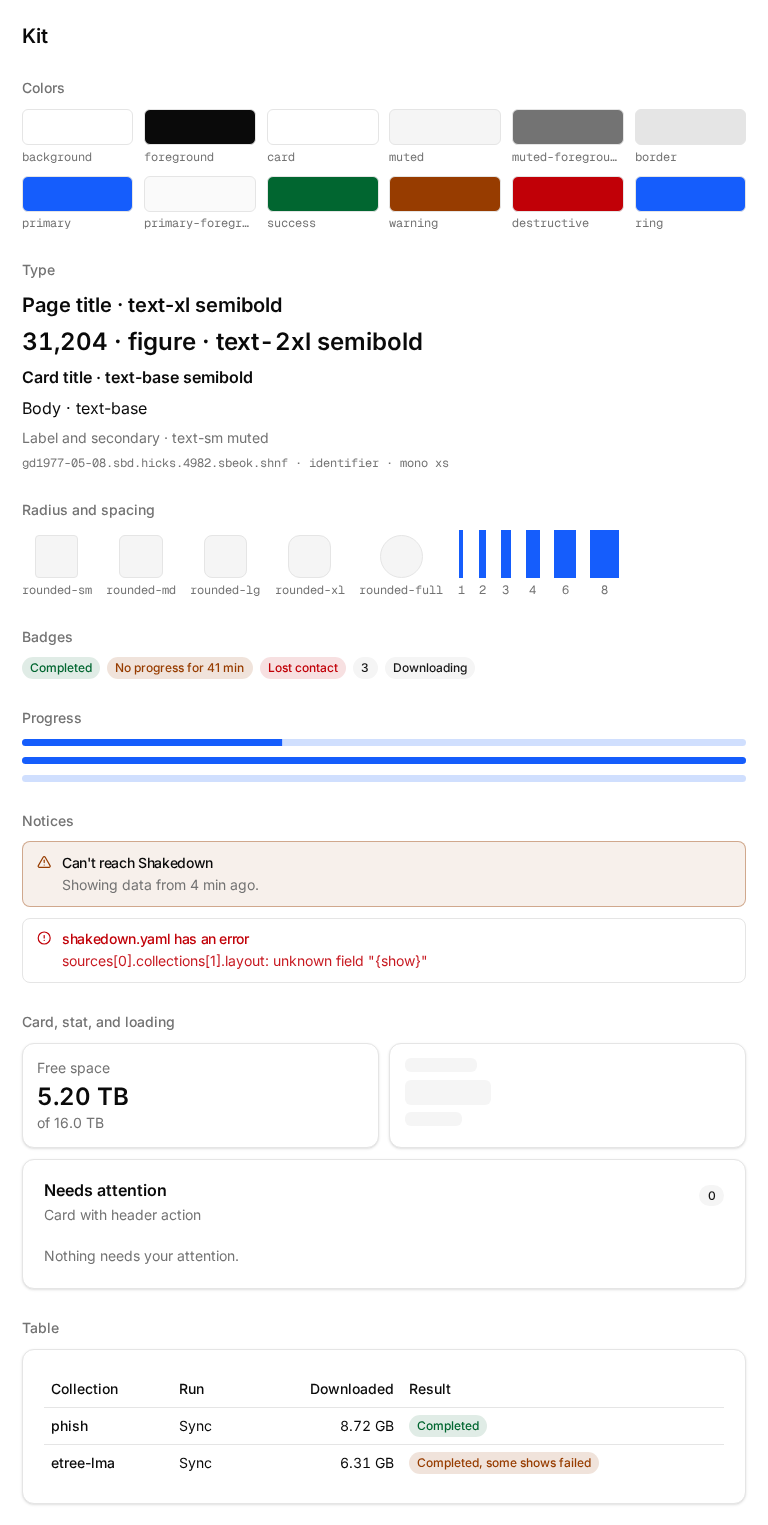 Kit
Colors
background foreground card muted muted-foregrou… border
primary primary-foregr… success warning destructive ring
Type
Page title · text-xl semibold
31,204 · figure · text-2xl semibold
Card title · text-base semibold
Body · text-base
Label and secondary · text-sm muted
gd1977-05-08.sbd.hicks.4982.sbeok.shnf · identifier · mono xs
Radius and spacing
rounded-sm rounded-md rounded-lg rounded-xl rounded-full 1 2 3 4 6 8
Badges
Completed No progress for 41 min Lost contact 3 Downloading
Progress
Notices
Can't reach Shakedown
Showing data from 4 min ago.
shakedown.yaml has an error
sources[0].collections[1].layout: unknown field "{show}"
Card, stat, and loading
Free space
5.20 TB
of 16.0 TB
Needs attention 0
Card with header action
Nothing needs your attention.
Table
Collection Run Downloaded Result
phish Sync 8.72 GB Completed
etree-lma Sync 6.31 GB Completed, some shows failed